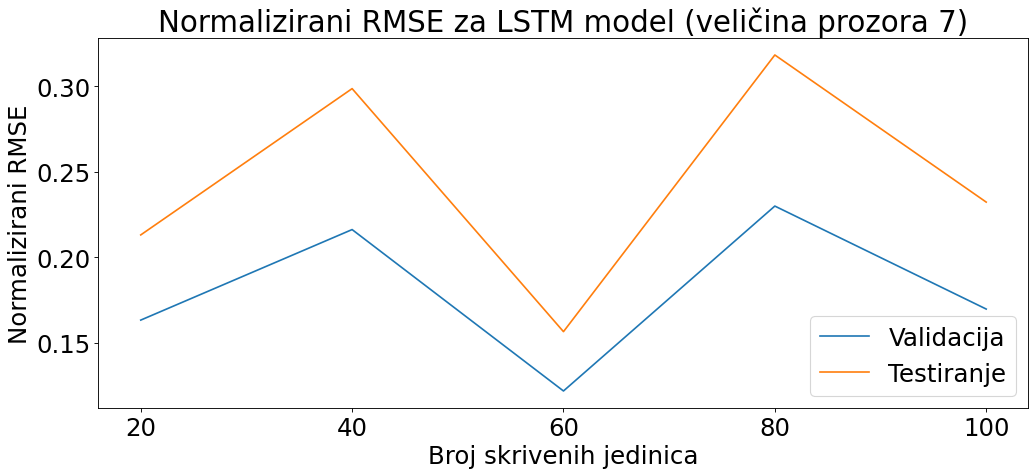 Normalizirani RMSE za LSTM model (veličina prozora 7)
Normalizirani RMSE
0.30
0.25
0.20
0.15
20 40 60 80 100
Broj skrivenih jedinica
Validacija
Testiranje